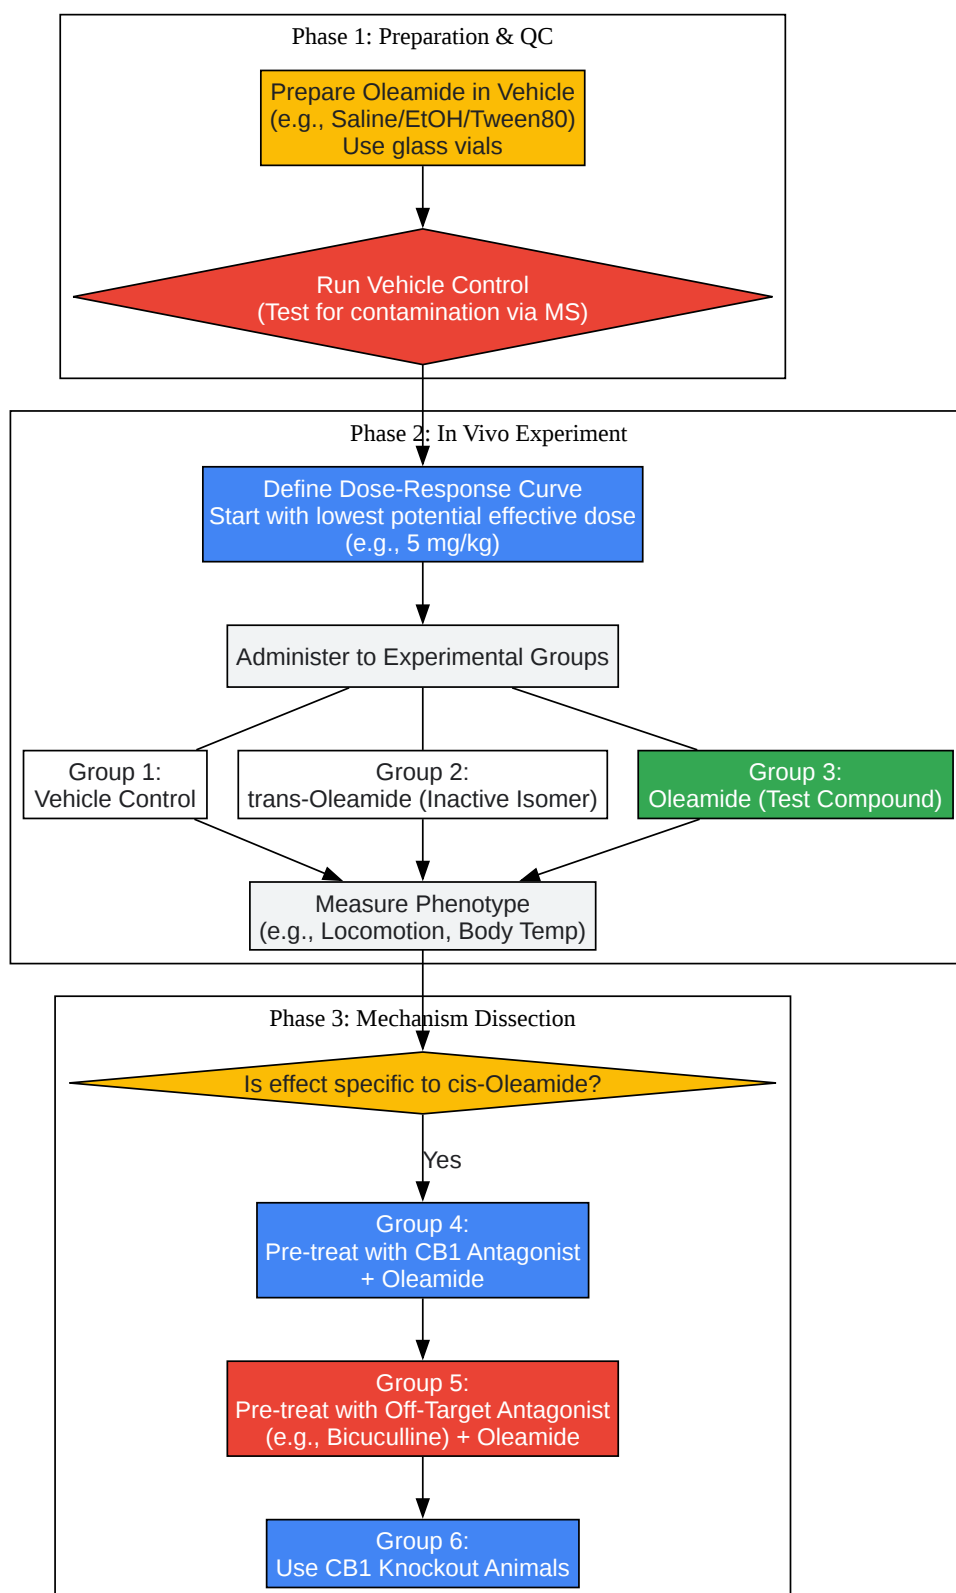 Phase 1: Preparation & QC
Prepare Oleamide in Vehicle
(e.g., Saline/EtOH/Tween80)
Use glass vials
Run Vehicle Control
(Test for contamination via MS)
Phase 2: In Vivo Experiment
Define Dose-Response Curve
Start with lowest potential effective dose
(e.g., 5 mg/kg)
Administer to Experimental Groups
Group 1:
Vehicle Control
Group 2:
trans-Oleamide (Inactive Isomer)
Group 3:
Oleamide (Test Compound)
Measure Phenotype
(e.g., Locomotion, Body Temp)
Phase 3: Mechanism Dissection
Is effect specific to cis-Oleamide?
Yes
Group 4:
Pre-treat with CB1 Antagonist
+ Oleamide
Group 5:
Pre-treat with Off-Target Antagonist
(e.g., Bicuculline) + Oleamide
Group 6:
Use CB1 Knockout Animals